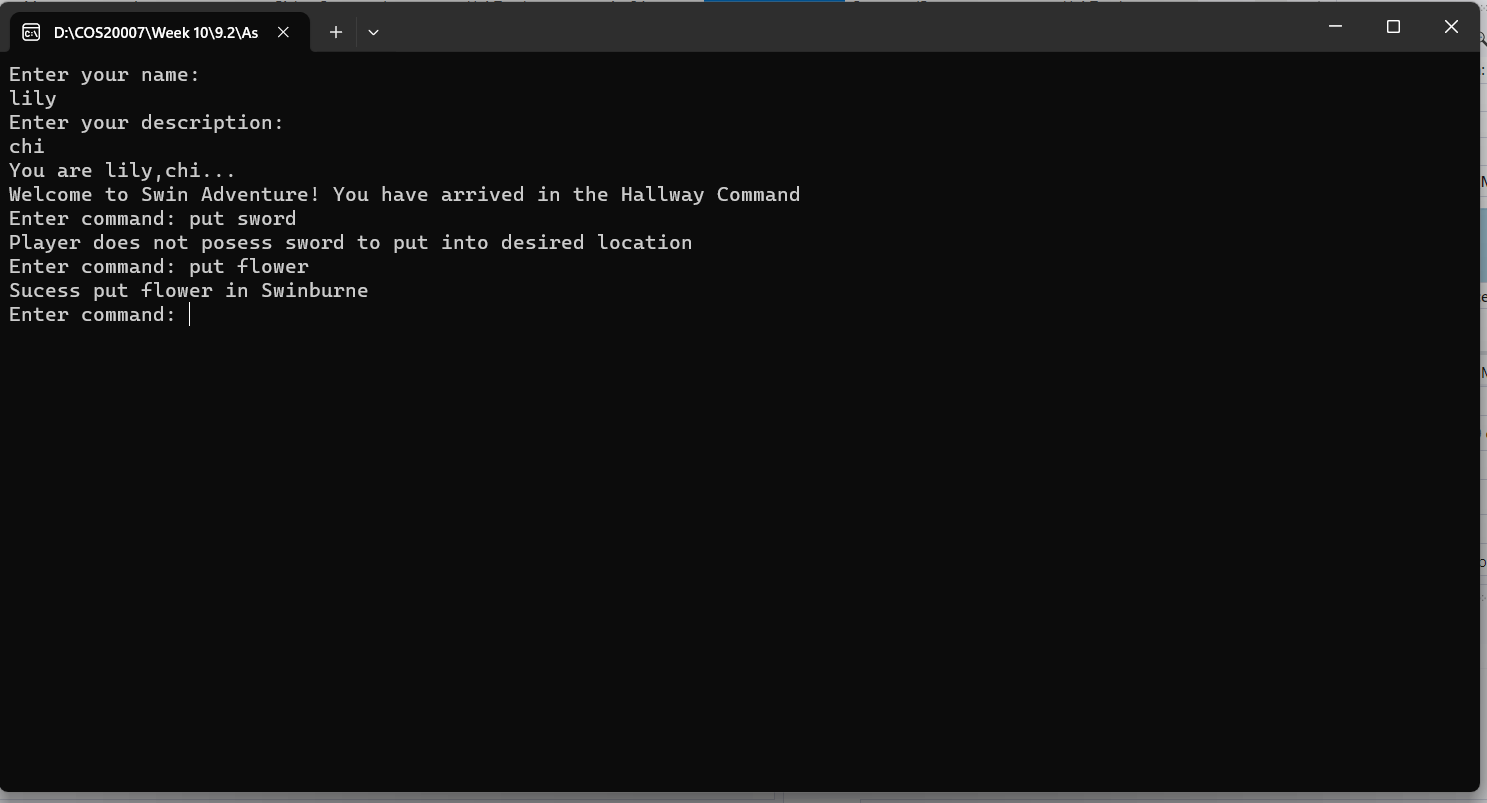 D:\COS20007\Week 10\9.2\As
Enter your name:
lily
Enter your description:
chi
You are lily,chi...
Welcome to Swin Adventure! You have arrived in the Hallway Command
Enter command: put sword
Player does not posess sword to put into desired location
Enter command: put flower
Sucess put flower in Swinburne
Enter command: